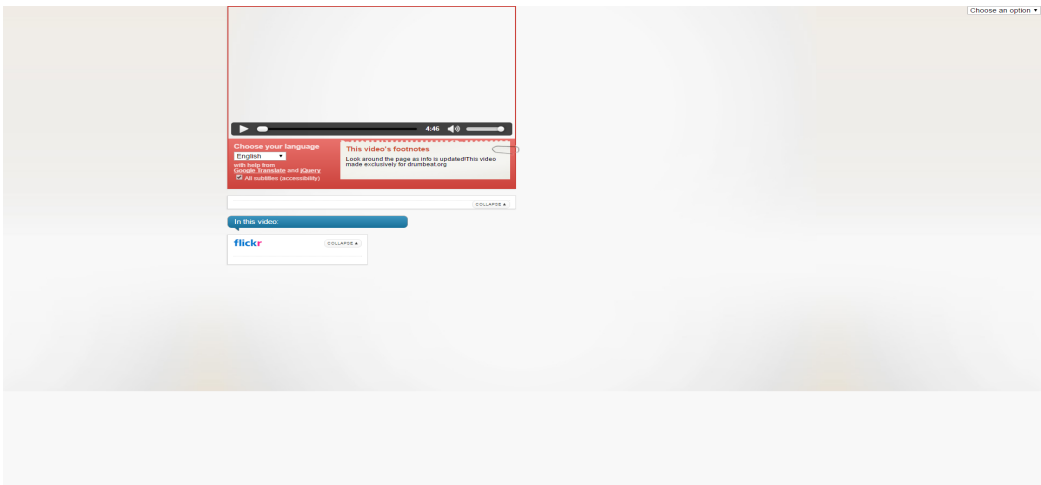 Choose an option
4:46
Choose your language
English
with help from
Google Translate and jQuery
All subtitles (accessibility)
This video's footnotes
Look around the page as info is updated!This video
made exclusively for drumbeat.org
COLLAPSE
In this video:
flickr
COLLAPSE